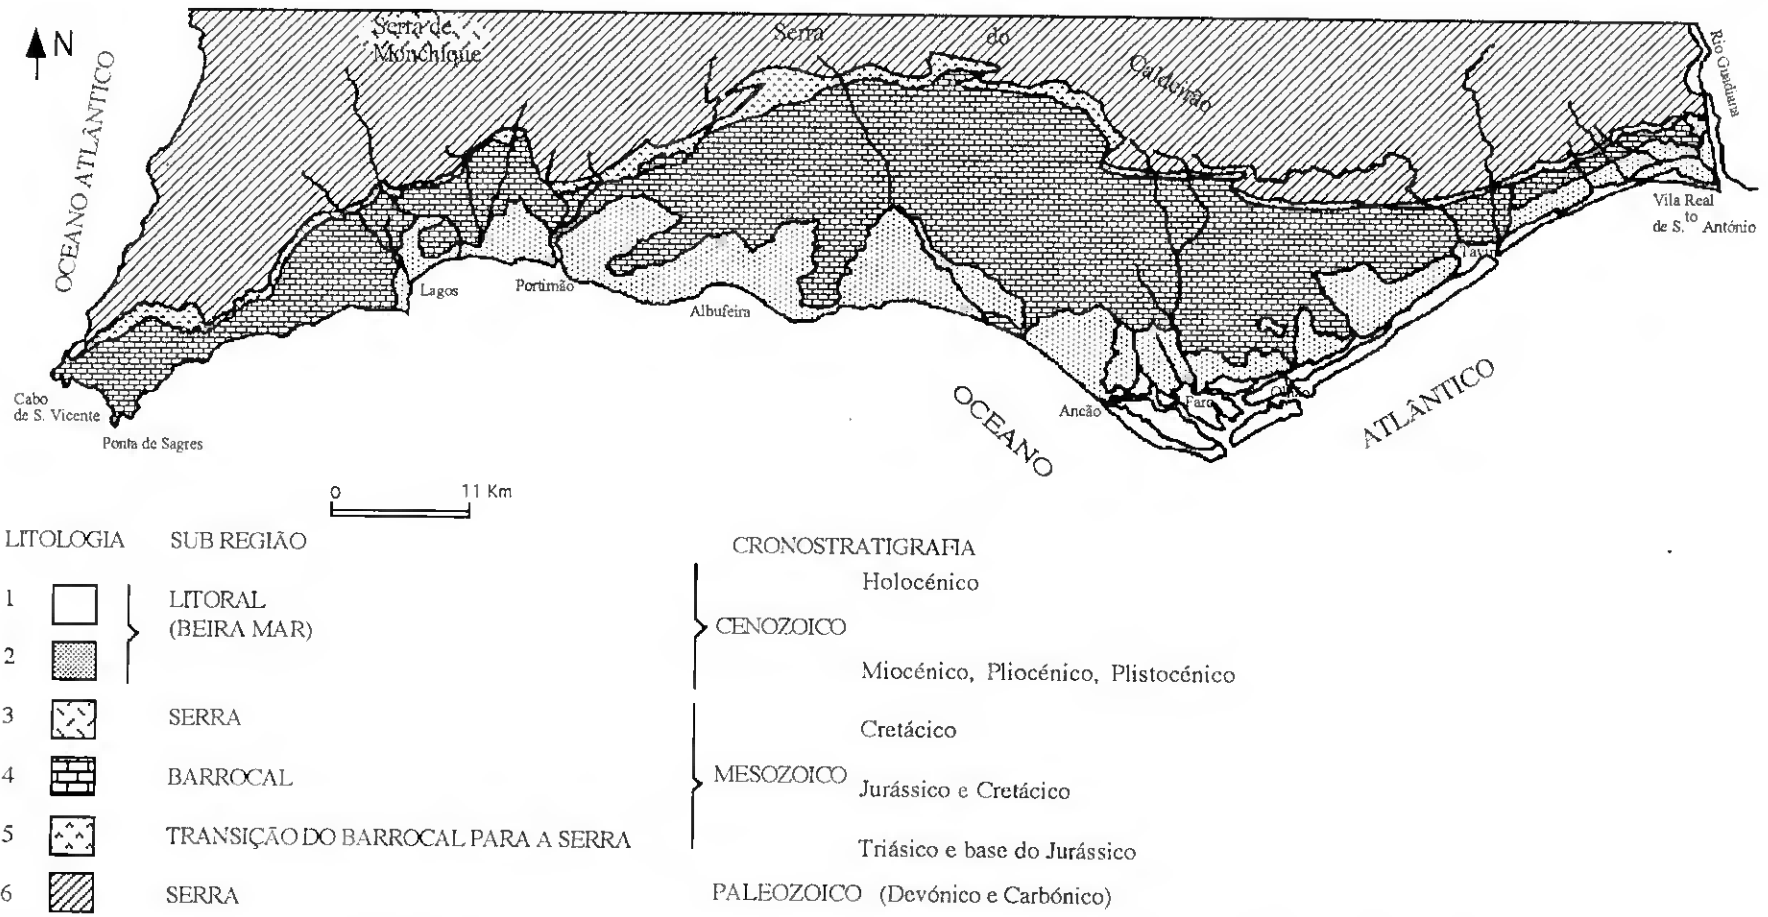 N
OCEANO ATLÂNTICO
Serra de
Monchique
Serra do
Caldeirão
Rio Guadiana
Vila Real
de S.to António
Lagos
Portimão
Albufeira
Cabo
de S. Vicente
Ponta de Sagres
Ancão
Faro
OCEANO
ATLÂNTICO
0 11 Km
LITOLOGIA SUB REGIÃO CRONOSTRATIGRAFIA
Holocénico
1 LITORAL
(BEIRA MAR)
CENOZOICO
2
Miocénico, Pliocénico, Plistocénico
3 SERRA
Cretácico
4 BARROCAL
MESOZOICO
Jurássico e Cretácico
5 TRANSIÇÃO DO BARROCAL PARA A SERRA
Triásico e base do Jurássico
6 SERRA
PALEOZOICO (Devónico e Carbónico)